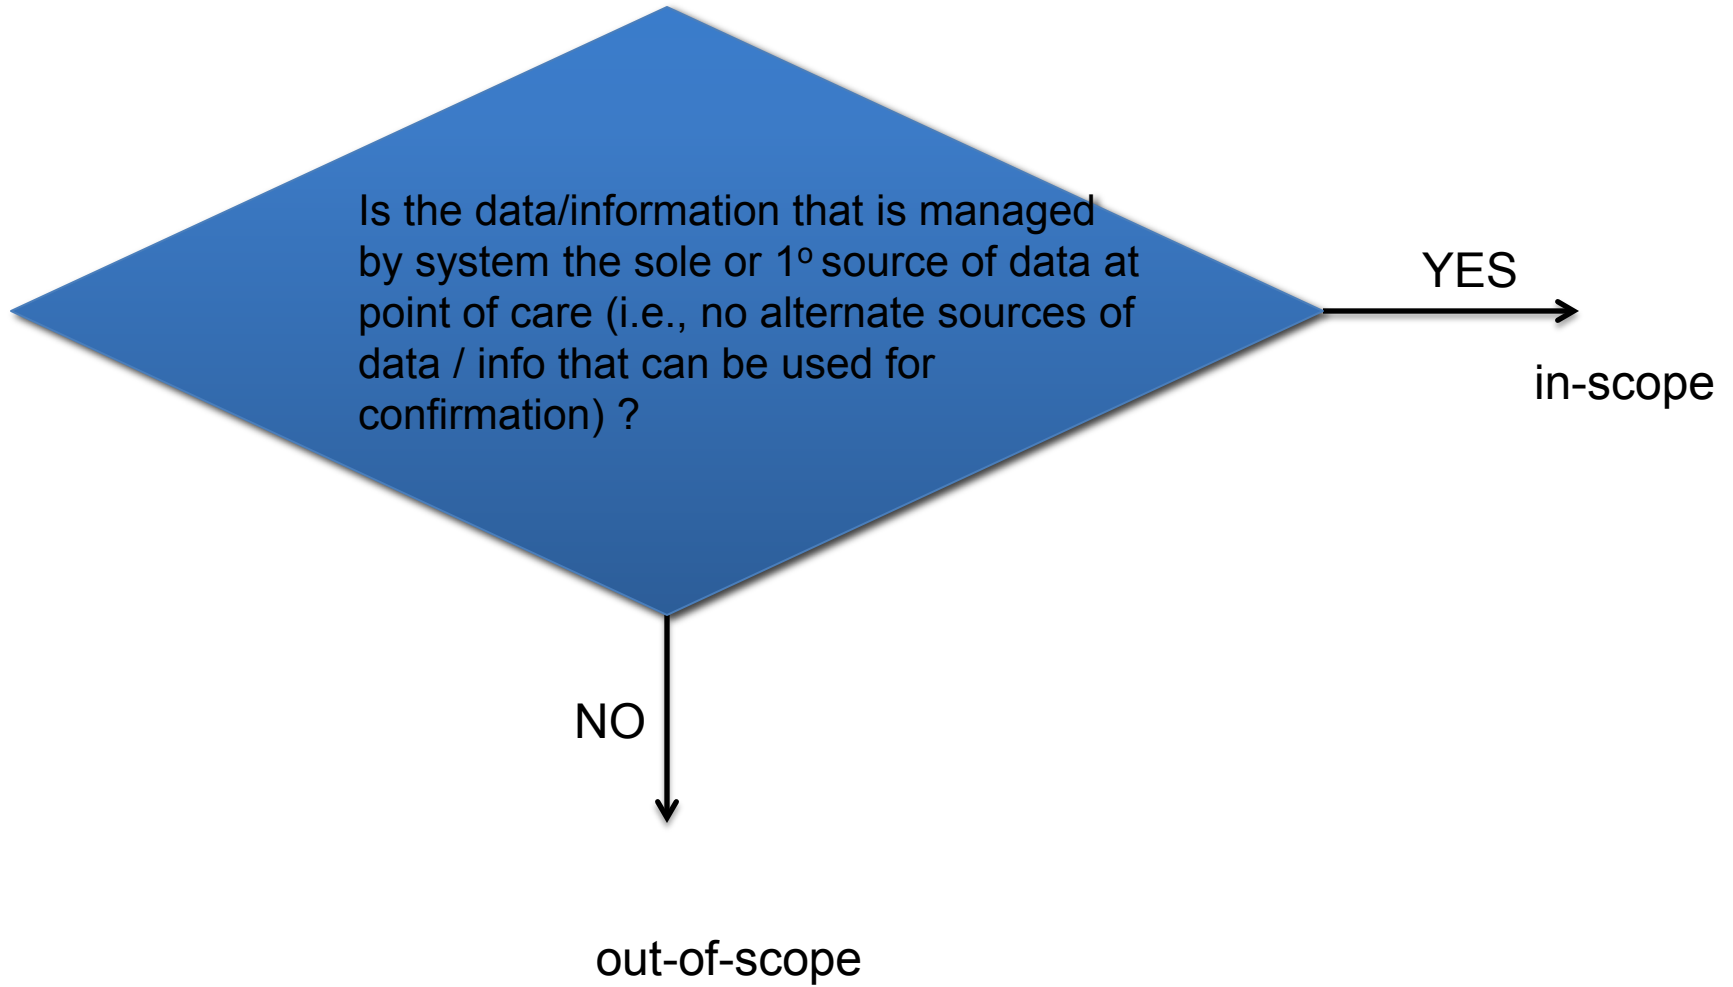 Is the data/information that is managed
by system the sole or 1º source of data at
point of care (i.e., no alternate sources of
data / info that can be used for
confirmation) ?
YES
in-scope
NO
out-of-scope